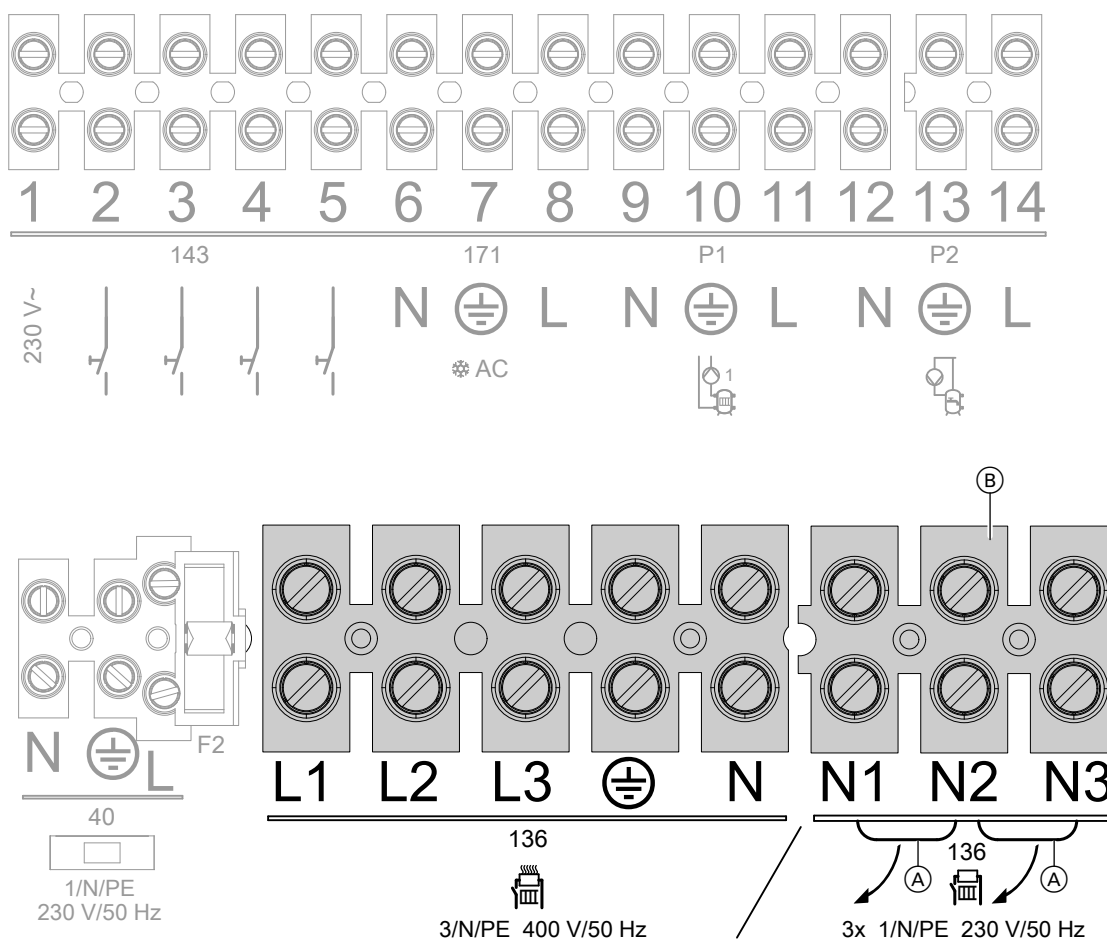 1 2 3 4 5 6 7 8 9 10 11 12 13 14
143 171 P1 P2
230 V~
N L N L N L
AC
1
B
F2
N L
L1 L2 L3 N N1 N2 N3
40
136
A 136 A
1/N/PE
230 V/50 Hz
3/N/PE 400 V/50 Hz
3x 1/N/PE 230 V/50 Hz